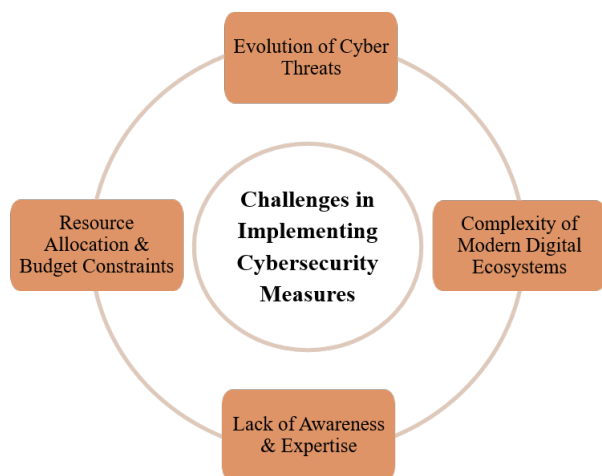 Evolution of Cyber
Threats
Challenges in
Implementing
Cybersecurity
Measures
Resource
Allocation &
Budget Constraints
Complexity of
Modern Digital
Ecosystems
Lack of Awareness
& Expertise